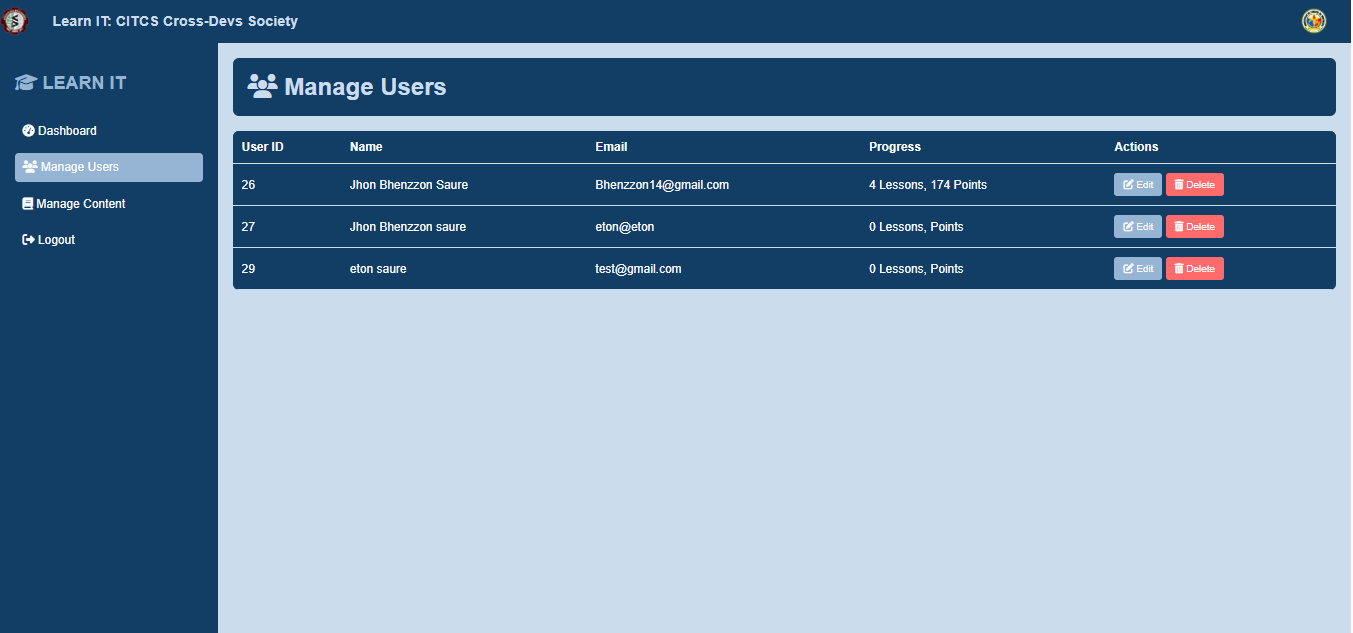 Learn IT: CITCS Cross-Devs Society
LEARN IT
Dashboard
Manage Users
Manage Content
Logout
Manage Users
User ID Name Email Progress Actions
26 Jhon Bhenzzon Saure Bhenzzon14@gmail.com 4 Lessons, 174 Points Edit Delete
27 Jhon Bhenzzon saure eton@eton 0 Lessons, Points Edit Delete
29 eton saure test@gmail.com 0 Lessons, Points Edit Delete